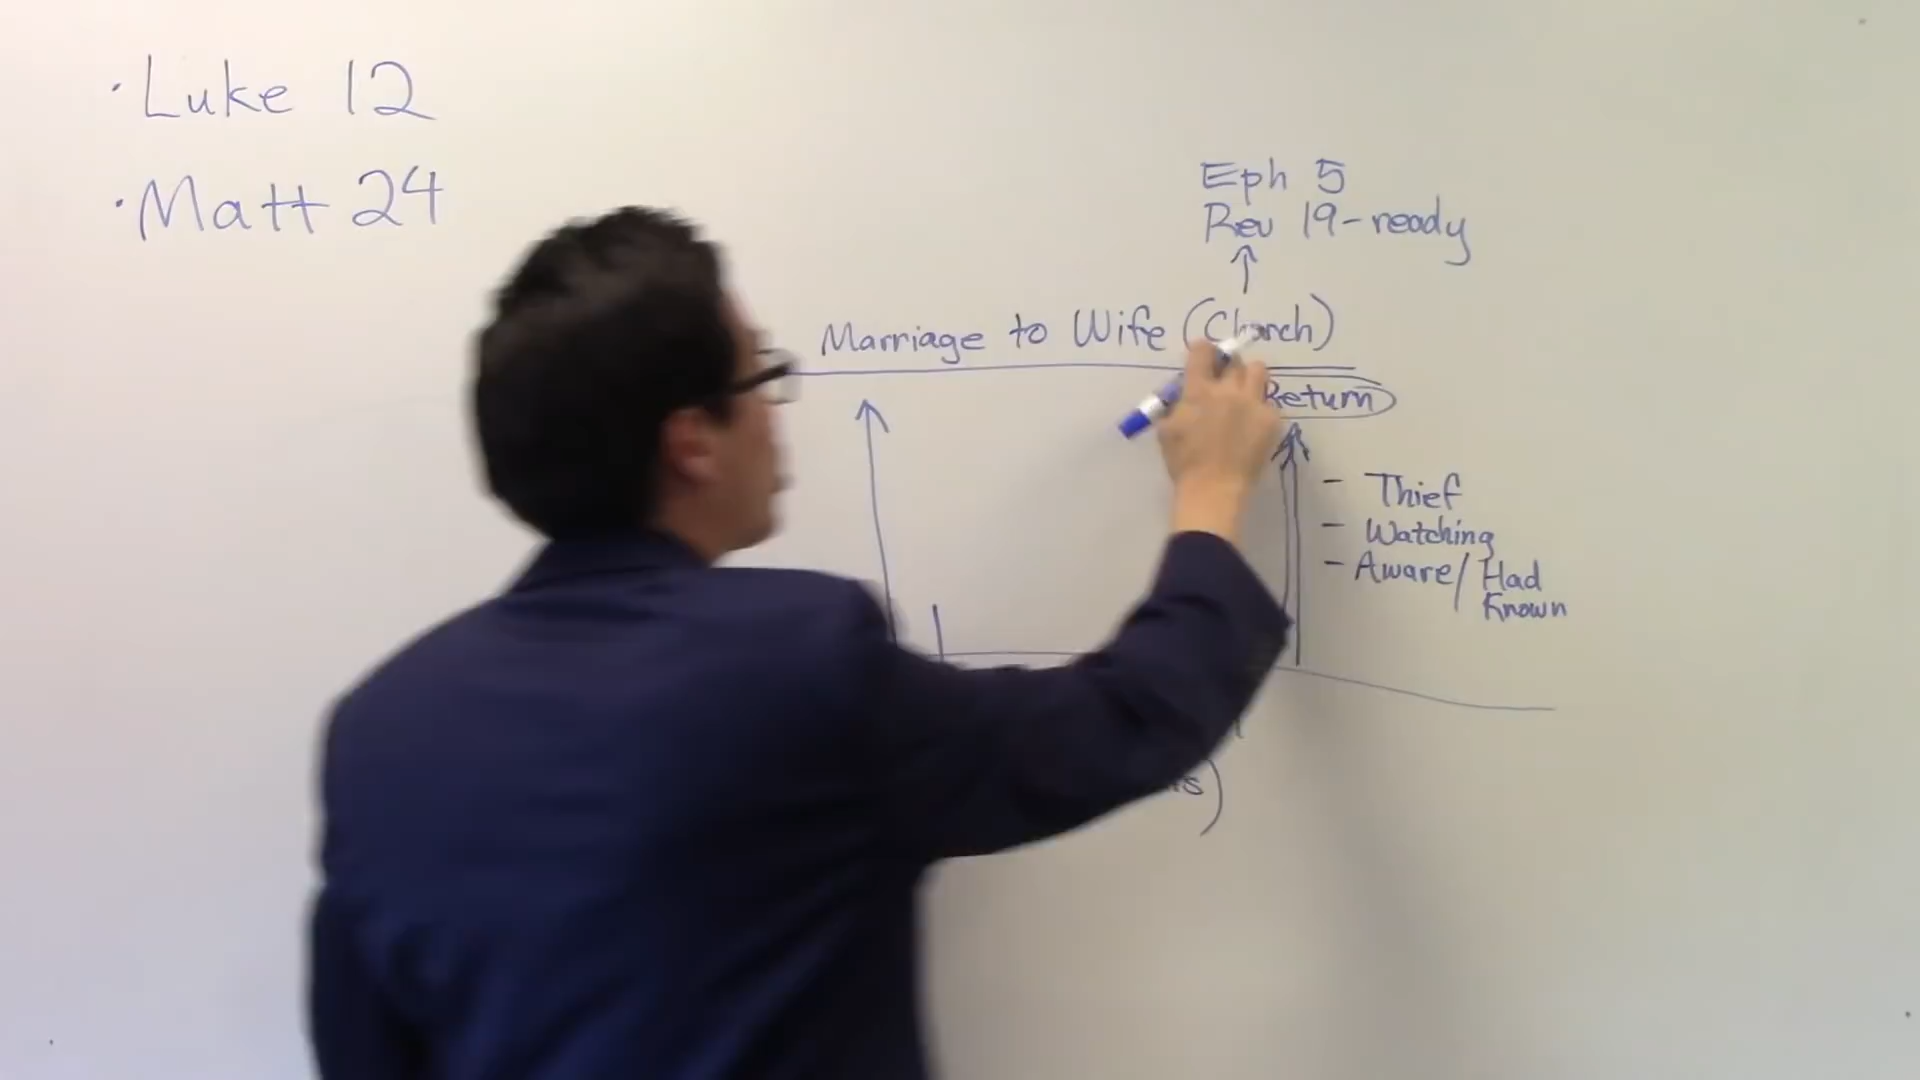 · Luke 12
· Matt 24
Eph 5
Rev 19-ready
Marriage to Wife (Church)
Return
- Thief
- Watching
- Aware/Had
Known